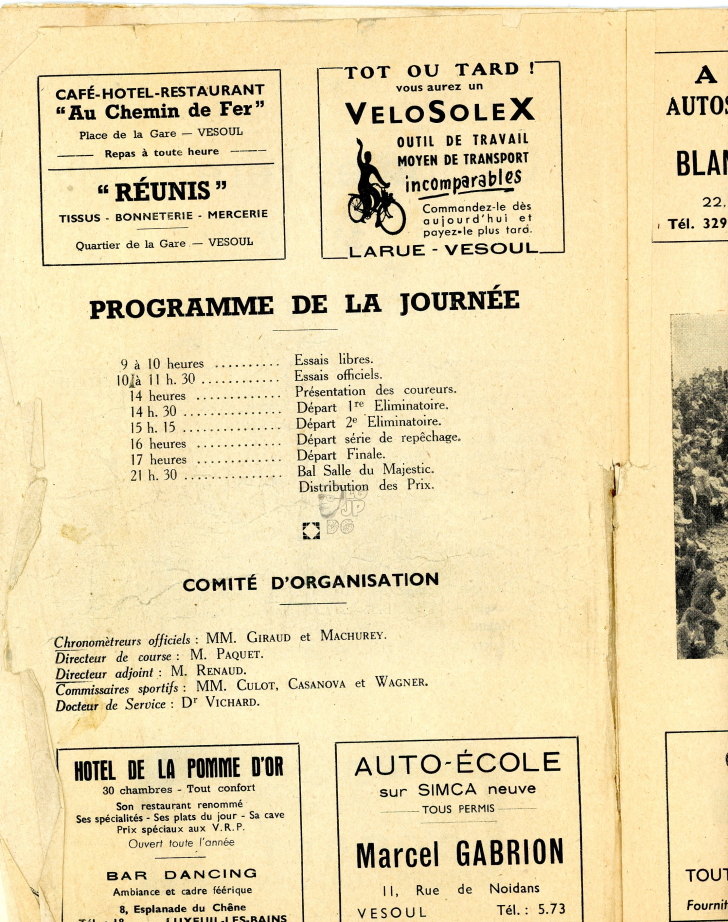 CAFÉ-HOTEL-RESTAURANT
“Au Chemin de Fer”
Place de la Gare — VESOUL
Repas à toute heure
“ RÉUNIS ”
TISSUS - BONNETERIE - MERCERIE
Quartier de la Gare — VESOUL
TOT OU TARD !
vous aurez un
VELOSOLEX
OUTIL DE TRAVAIL
MOYEN DE TRANSPORT
incomparables
Commandez-le dès
aujourd'hui et
payez-le plus tard.
LARUE - VESOUL
A
AUTOS
BLAN
22,
Tél. 329
PROGRAMME DE LA JOURNÉE
9 à 10 heures .......... Essais libres.
10 à 11 h. 30 ............ Essais officiels.
14 heures ............. Présentation des coureurs.
14 h. 30 ............... Départ 1re Eliminatoire.
15 h. 15 ............... Départ 2e Eliminatoire.
16 heures ............. Départ série de repêchage.
17 heures ............. Départ Finale.
21 h. 30 ............... Bal Salle du Majestic.
Distribution des Prix.
JP
DG
COMITÉ D'ORGANISATION
Chronomètreurs officiels : MM. GIRAUD et MACHUREY.
Directeur de course : M. PAQUET.
Directeur adjoint : M. RENAUD.
Commissaires sportifs : MM. CULOT, CASANOVA et WAGNER.
Docteur de Service : Dr VICHARD.
HOTEL DE LA POMME D'OR
30 chambres - Tout confort
Son restaurant renommé
Ses spécialités - Ses plats du jour - Sa cave
Prix spéciaux aux V.R.P.
Ouvert toute l'année
BAR DANCING
Ambiance et cadre féérique
8, Esplanade du Chêne
Tél. : 18 LUXEUIL-LES-BAINS
AUTO-ÉCOLE
sur SIMCA neuve
TOUS PERMIS
Marcel GABRION
11, Rue de Noidans
VESOUL Tél. : 5.73
TOUT
Fournit